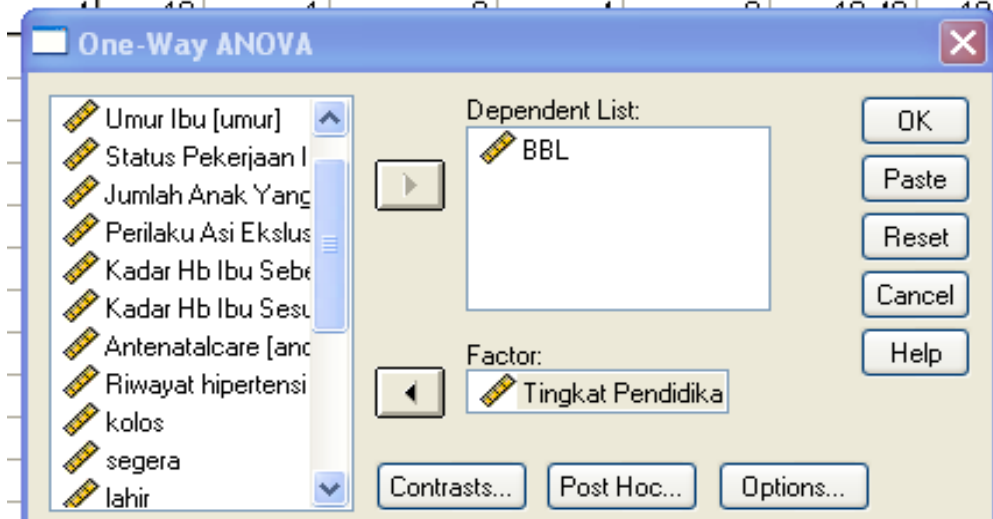 One-Way ANOVA
Umur Ibu [umur]
Status Pekerjaan I
Jumlah Anak Yang
Perilaku Asi Ekslus
Kadar Hb Ibu Sebe
Kadar Hb Ibu Sesu
Antenatalcare [anc
Riwayat hipertensi
kolos
segera
lahir
Dependent List:
BBL
Factor:
Tingkat Pendidika
Contrasts...
Post Hoc...
Options...
OK
Paste
Reset
Cancel
Help